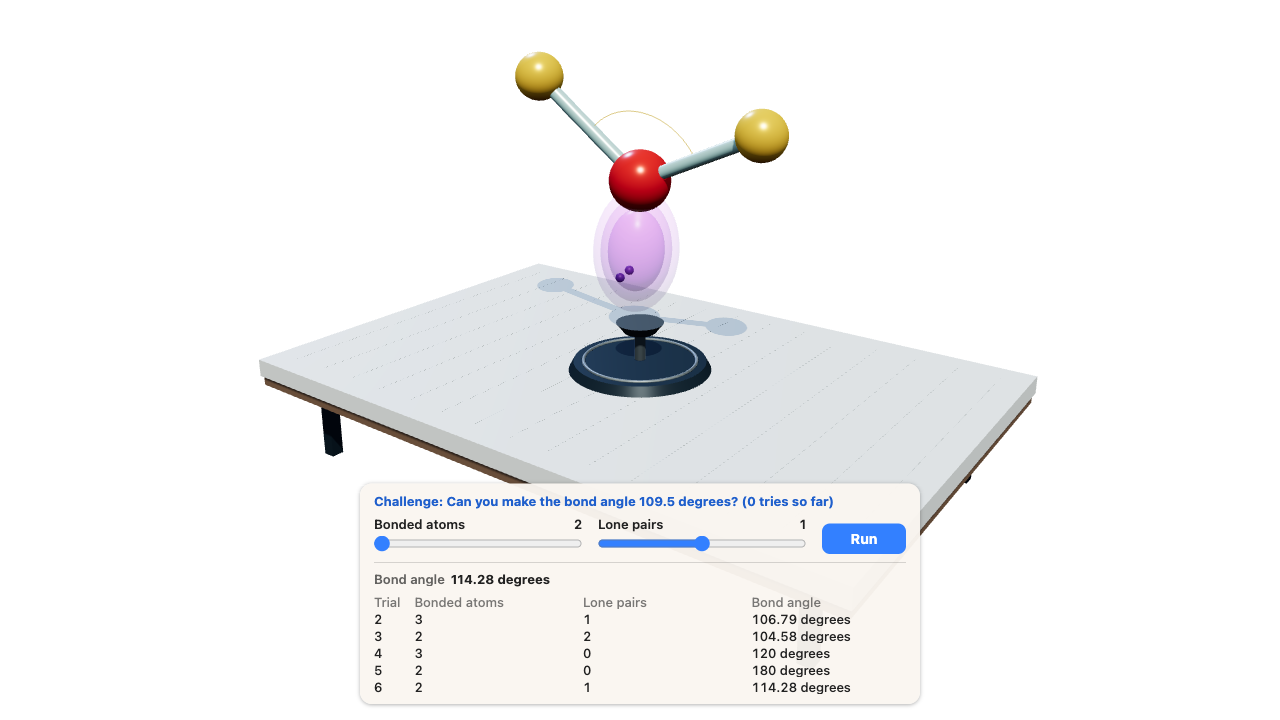 Challenge: Can you make the bond angle 109.5 degrees? (0 tries so far)
Bonded atoms 2 Lone pairs 1
Run
Bond angle 114.28 degrees
Trial Bonded atoms Lone pairs Bond angle
2 3 1 106.79 degrees
3 2 2 104.58 degrees
4 3 0 120 degrees
5 2 0 180 degrees
6 2 1 114.28 degrees